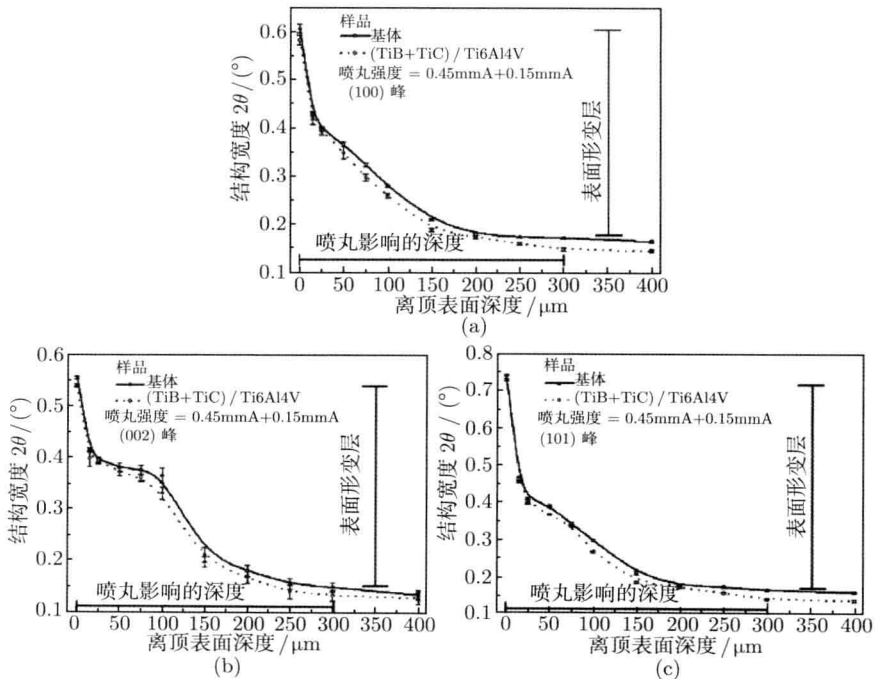 样品
基体
(TiB+TiC) / Ti6Al4V
喷丸强度 = 0.45mmA+0.15mmA
(100) 峰
表面形变层
喷丸影响的深度
结构宽度 2θ / (°)
0.6
0.5
0.4
0.3
0.2
0.1
0 50 100 150 200 250 300 350 400
离顶表面深度 / μm
(a)
样品
基体
(TiB+TiC) / Ti6Al4V
喷丸强度 = 0.45mmA+0.15mmA
(002) 峰
表面形变层
喷丸影响的深度
结构宽度 2θ / (°)
0.6
0.5
0.4
0.3
0.2
0.1
0 50 100 150 200 250 300 350 400
离顶表面深度 / μm
(b)
样品
基体
(TiB+TiC) / Ti6Al4V
喷丸强度 = 0.45mmA+0.15mmA
(101) 峰
表面形变层
喷丸影响的深度
结构宽度 2θ / (°)
0.8
0.7
0.6
0.5
0.4
0.3
0.2
0.1
0 50 100 150 200 250 300 350 400
离顶表面深度 / μm
(c)